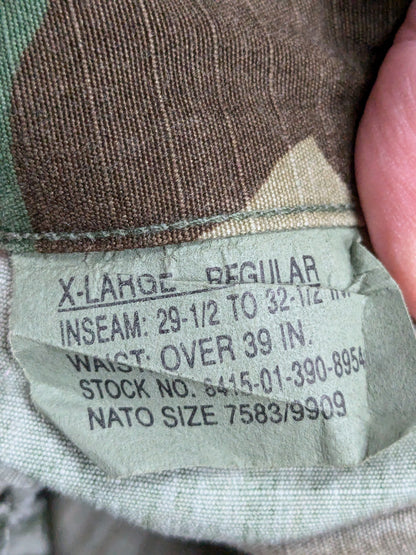 X-LARGE REGULAR
INSEAM: 29-1/2 TO 32-1/2 IN.
WAIST: OVER 39 IN.
STOCK NO. 8415-01-390-8954
NATO SIZE 7583/9909